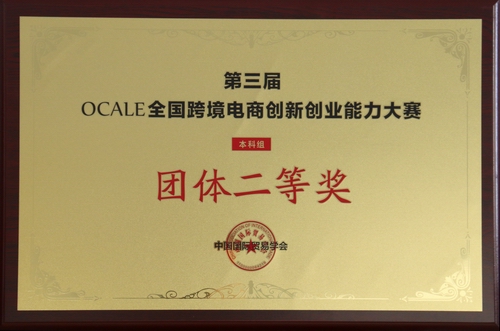 第三届
OCALE全国跨境电商创新创业能力大赛
本科组
团体二等奖
中国国际贸易学会